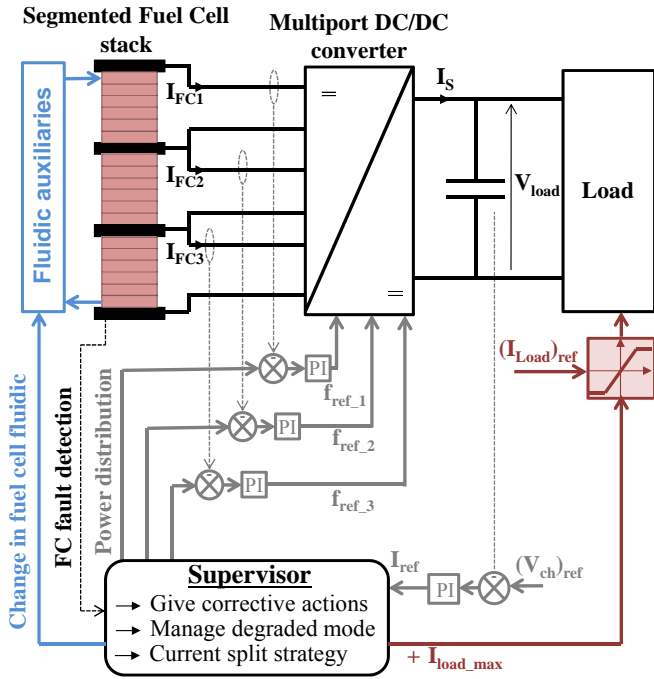 Segmented Fuel Cell
stack
Multiport DC/DC
converter
Fluidic auxiliaries
I_FC1
I_FC2
I_FC3
=
=
I_S
V_load
Load
(I_Load)_ref
PI
f_ref_1
PI
f_ref_2
PI
f_ref_3
-
-
-
Change in fuel cell fluidic
FC fault detection
Power distribution
I_ref
PI
-
(V_ch)_ref
Supervisor
Give corrective actions
Manage degraded mode
Current split strategy
+ I_load_max